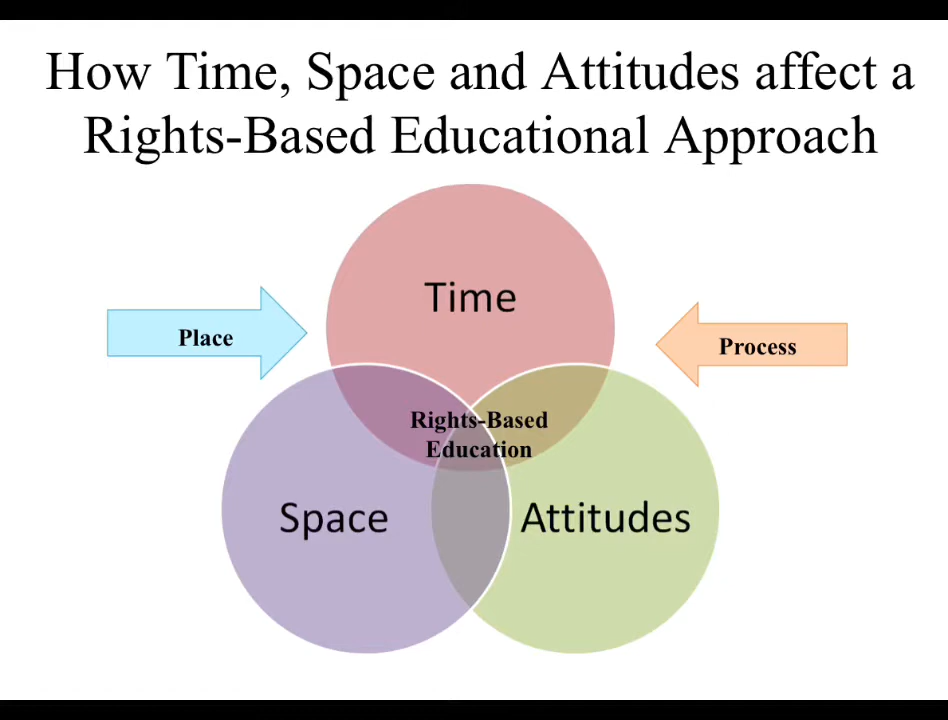 How Time, Space and Attitudes affect a
Rights-Based Educational Approach
Time
Place
Process
Rights-Based
Education
Space
Attitudes